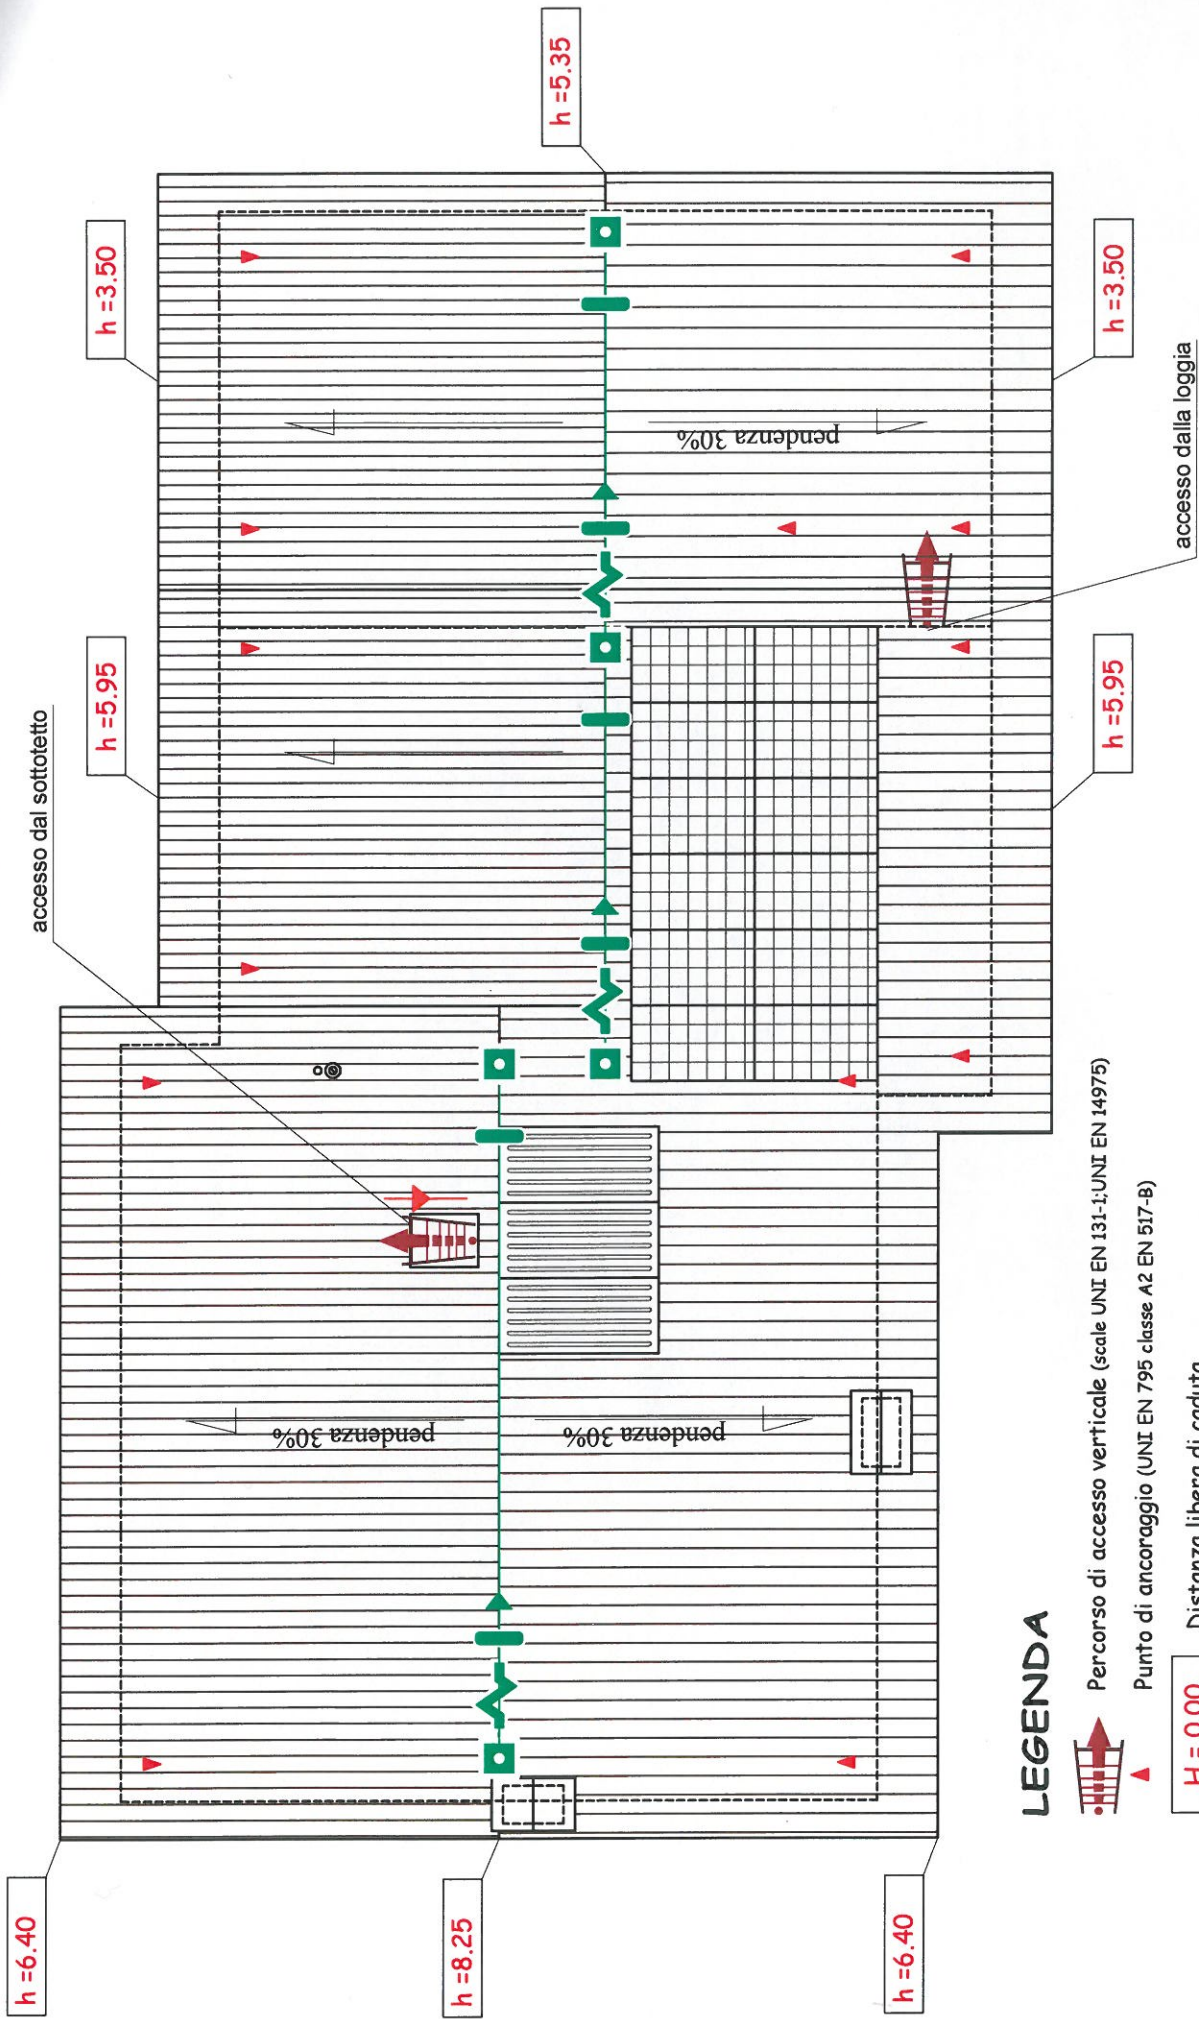 h =6.40
h =8.25
h =6.40
accesso dal sottotetto
h =5.95
h =3.50
h =5.35
pendenza 30%
pendenza 30%
pendenza 30%
h =5.95
h =3.50
accesso dalla loggia
LEGENDA
Percorso di accesso verticale (scale UNI EN 131-1;UNI EN 14975)
Punto di ancoraggio (UNI EN 795 classe A2 EN 517-B)
H = 0.00
Distanza libera di caduta